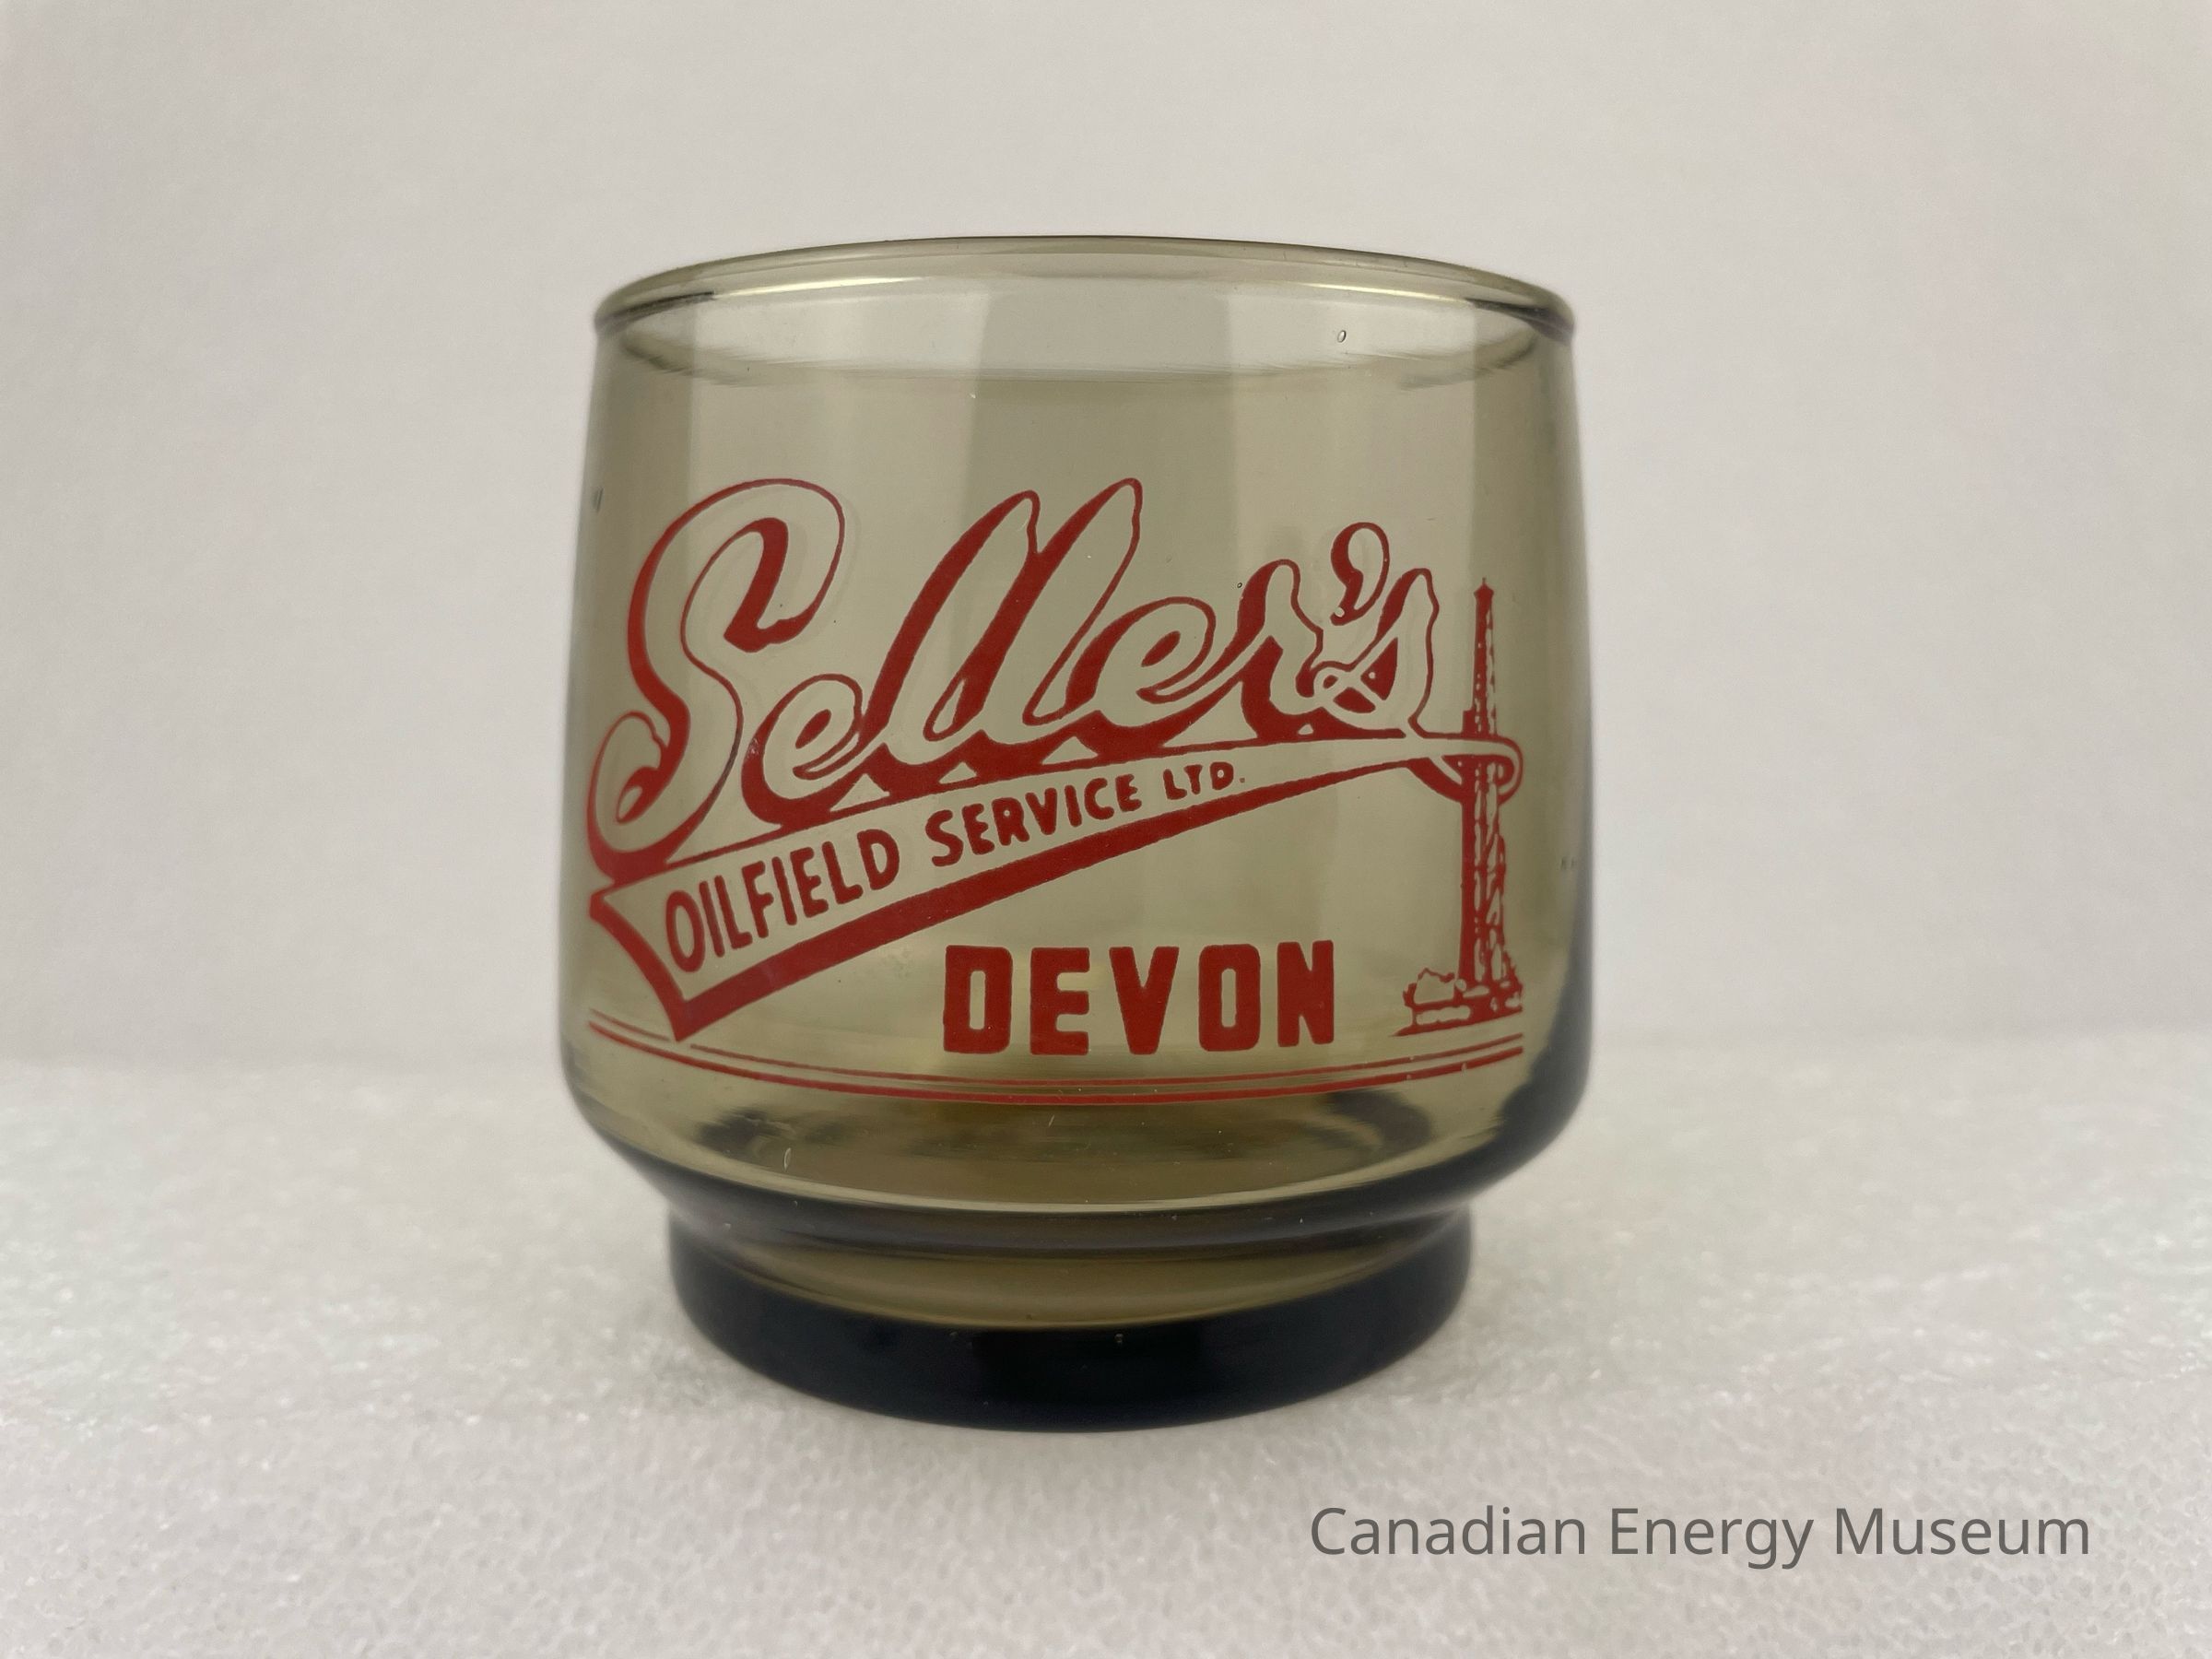 Seller's
OILFIELD SERVICE LTD.
DEVON
Canadian Energy Museum